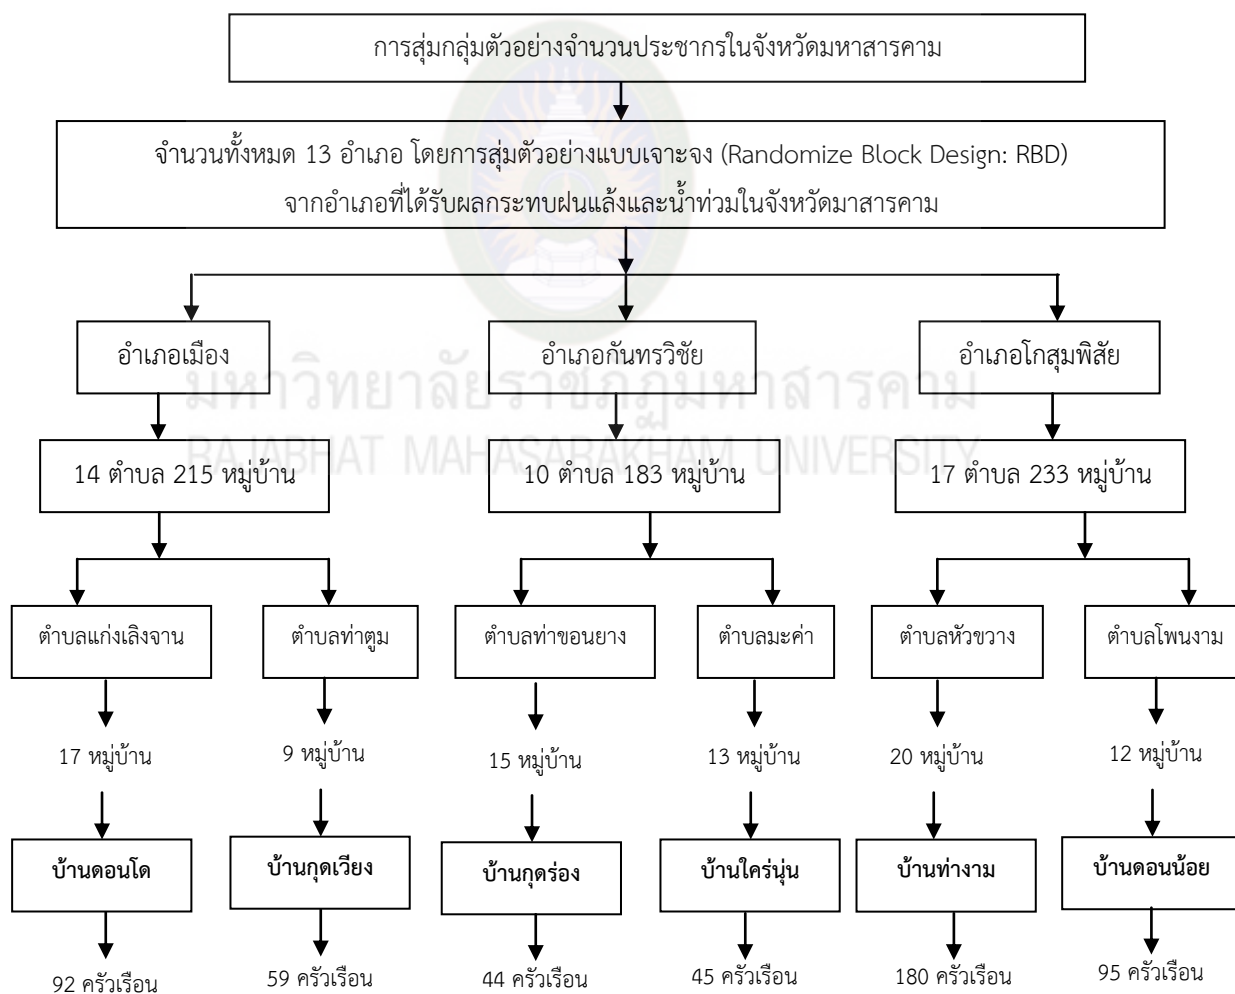 การสุ่มกลุ่มตัวอย่างจำนวนประชากรในจังหวัดมหาสารคาม
จำนวนทั้งหมด 13 อำเภอ โดยการสุ่มตัวอย่างแบบเจาะจง (Randomize Block Design: RBD)
จากอำเภอที่ได้รับผลกระทบฝนแล้งและน้ำท่วมในจังหวัดมาสารคาม
อำเภอเมือง อำเภอกันทรวิชัย อำเภอโกสุมพิสัย
มหาวิทยาลัยราชภัฏมหาสารคาม
RAJABHAT MAHASARAKHAM UNIVERSITY
14 ตำบล 215 หมู่บ้าน 10 ตำบล 183 หมู่บ้าน 17 ตำบล 233 หมู่บ้าน
ตำบลแก่งเลิงจาน ตำบลท่าตูม ตำบลท่าขอนยาง ตำบลมะค่า ตำบลหัวขวาง ตำบลโพนงาม
17 หมู่บ้าน 9 หมู่บ้าน 15 หมู่บ้าน 13 หมู่บ้าน 20 หมู่บ้าน 12 หมู่บ้าน
บ้านดอนโด บ้านกุดเวียง บ้านกุดร่อง บ้านใคร่นุ่น บ้านท่างาม บ้านดอนน้อย
92 ครัวเรือน 59 ครัวเรือน 44 ครัวเรือน 45 ครัวเรือน 180 ครัวเรือน 95 ครัวเรือน